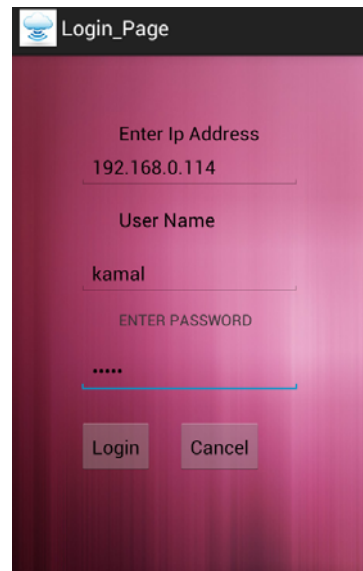 Login_Page
Enter Ip Address
192.168.0.114
User Name
kamal
ENTER PASSWORD
•••••
Login Cancel